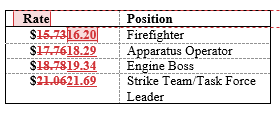 Rate Position
$15.7316.20 Firefighter
$17.7618.29 Apparatus Operator
$18.7819.34 Engine Boss
$21.0621.69 Strike Team/Task Force
Leader